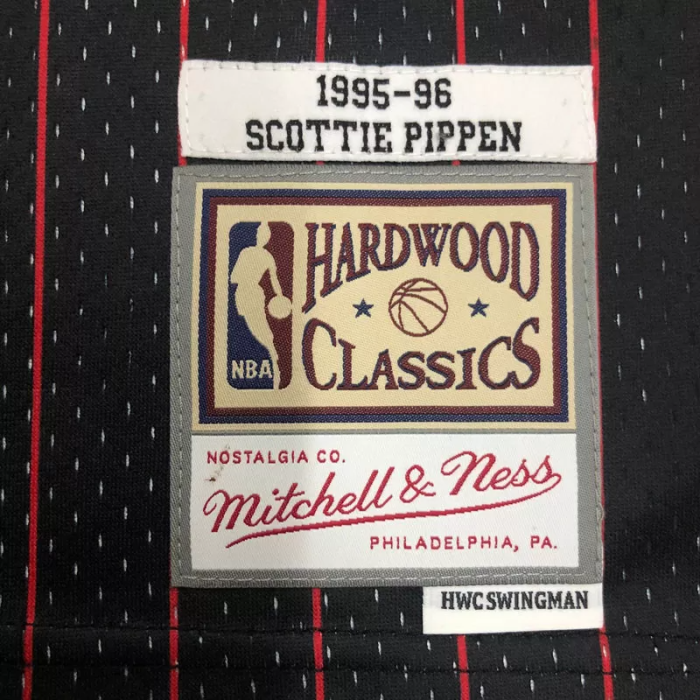 1995-96
SCOTTIE PIPPEN
HARDWOOD
CLASSICS
NBA
NOSTALGIA CO.
Mitchell & Ness
PHILADELPHIA, PA.
HWC SWINGMAN